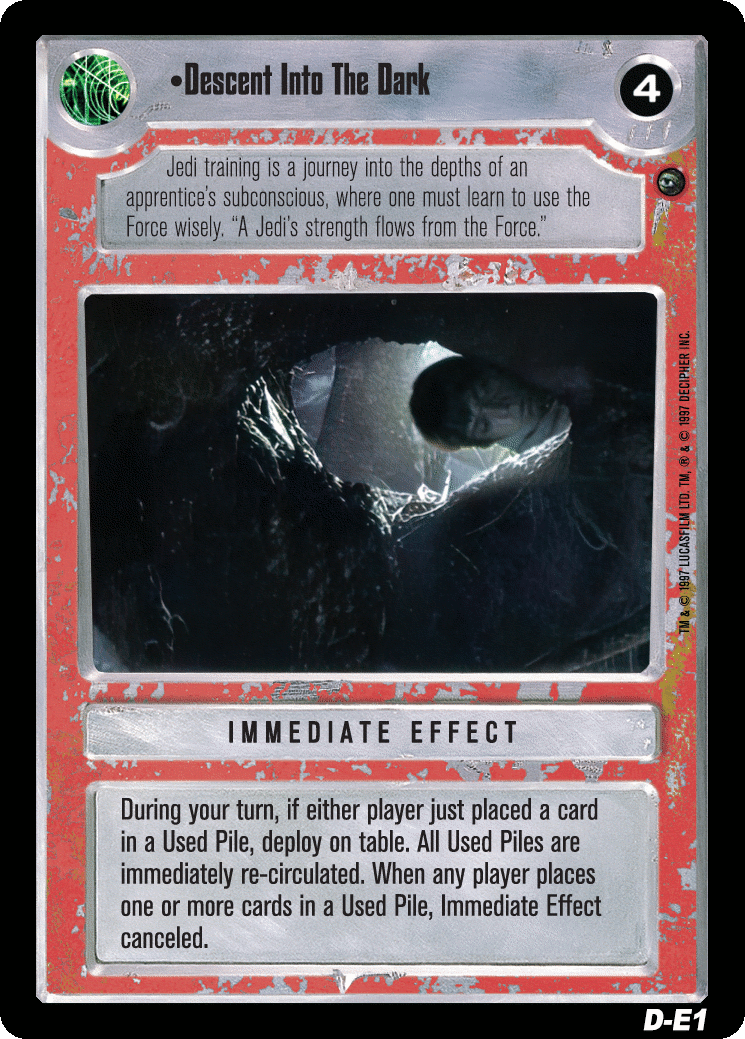 •Descent Into The Dark
4
Jedi training is a journey into the depths of an
apprentice's subconscious, where one must learn to use the
Force wisely. “A Jedi's strength flows from the Force.”
TM & © 1997 LUCASFILM LTD. TM, ® & © 1997 DECIPHER INC.
IMMEDIATE EFFECT
During your turn, if either player just placed a card
in a Used Pile, deploy on table. All Used Piles are
immediately re-circulated. When any player places
one or more cards in a Used Pile, Immediate Effect
canceled.
D-E1